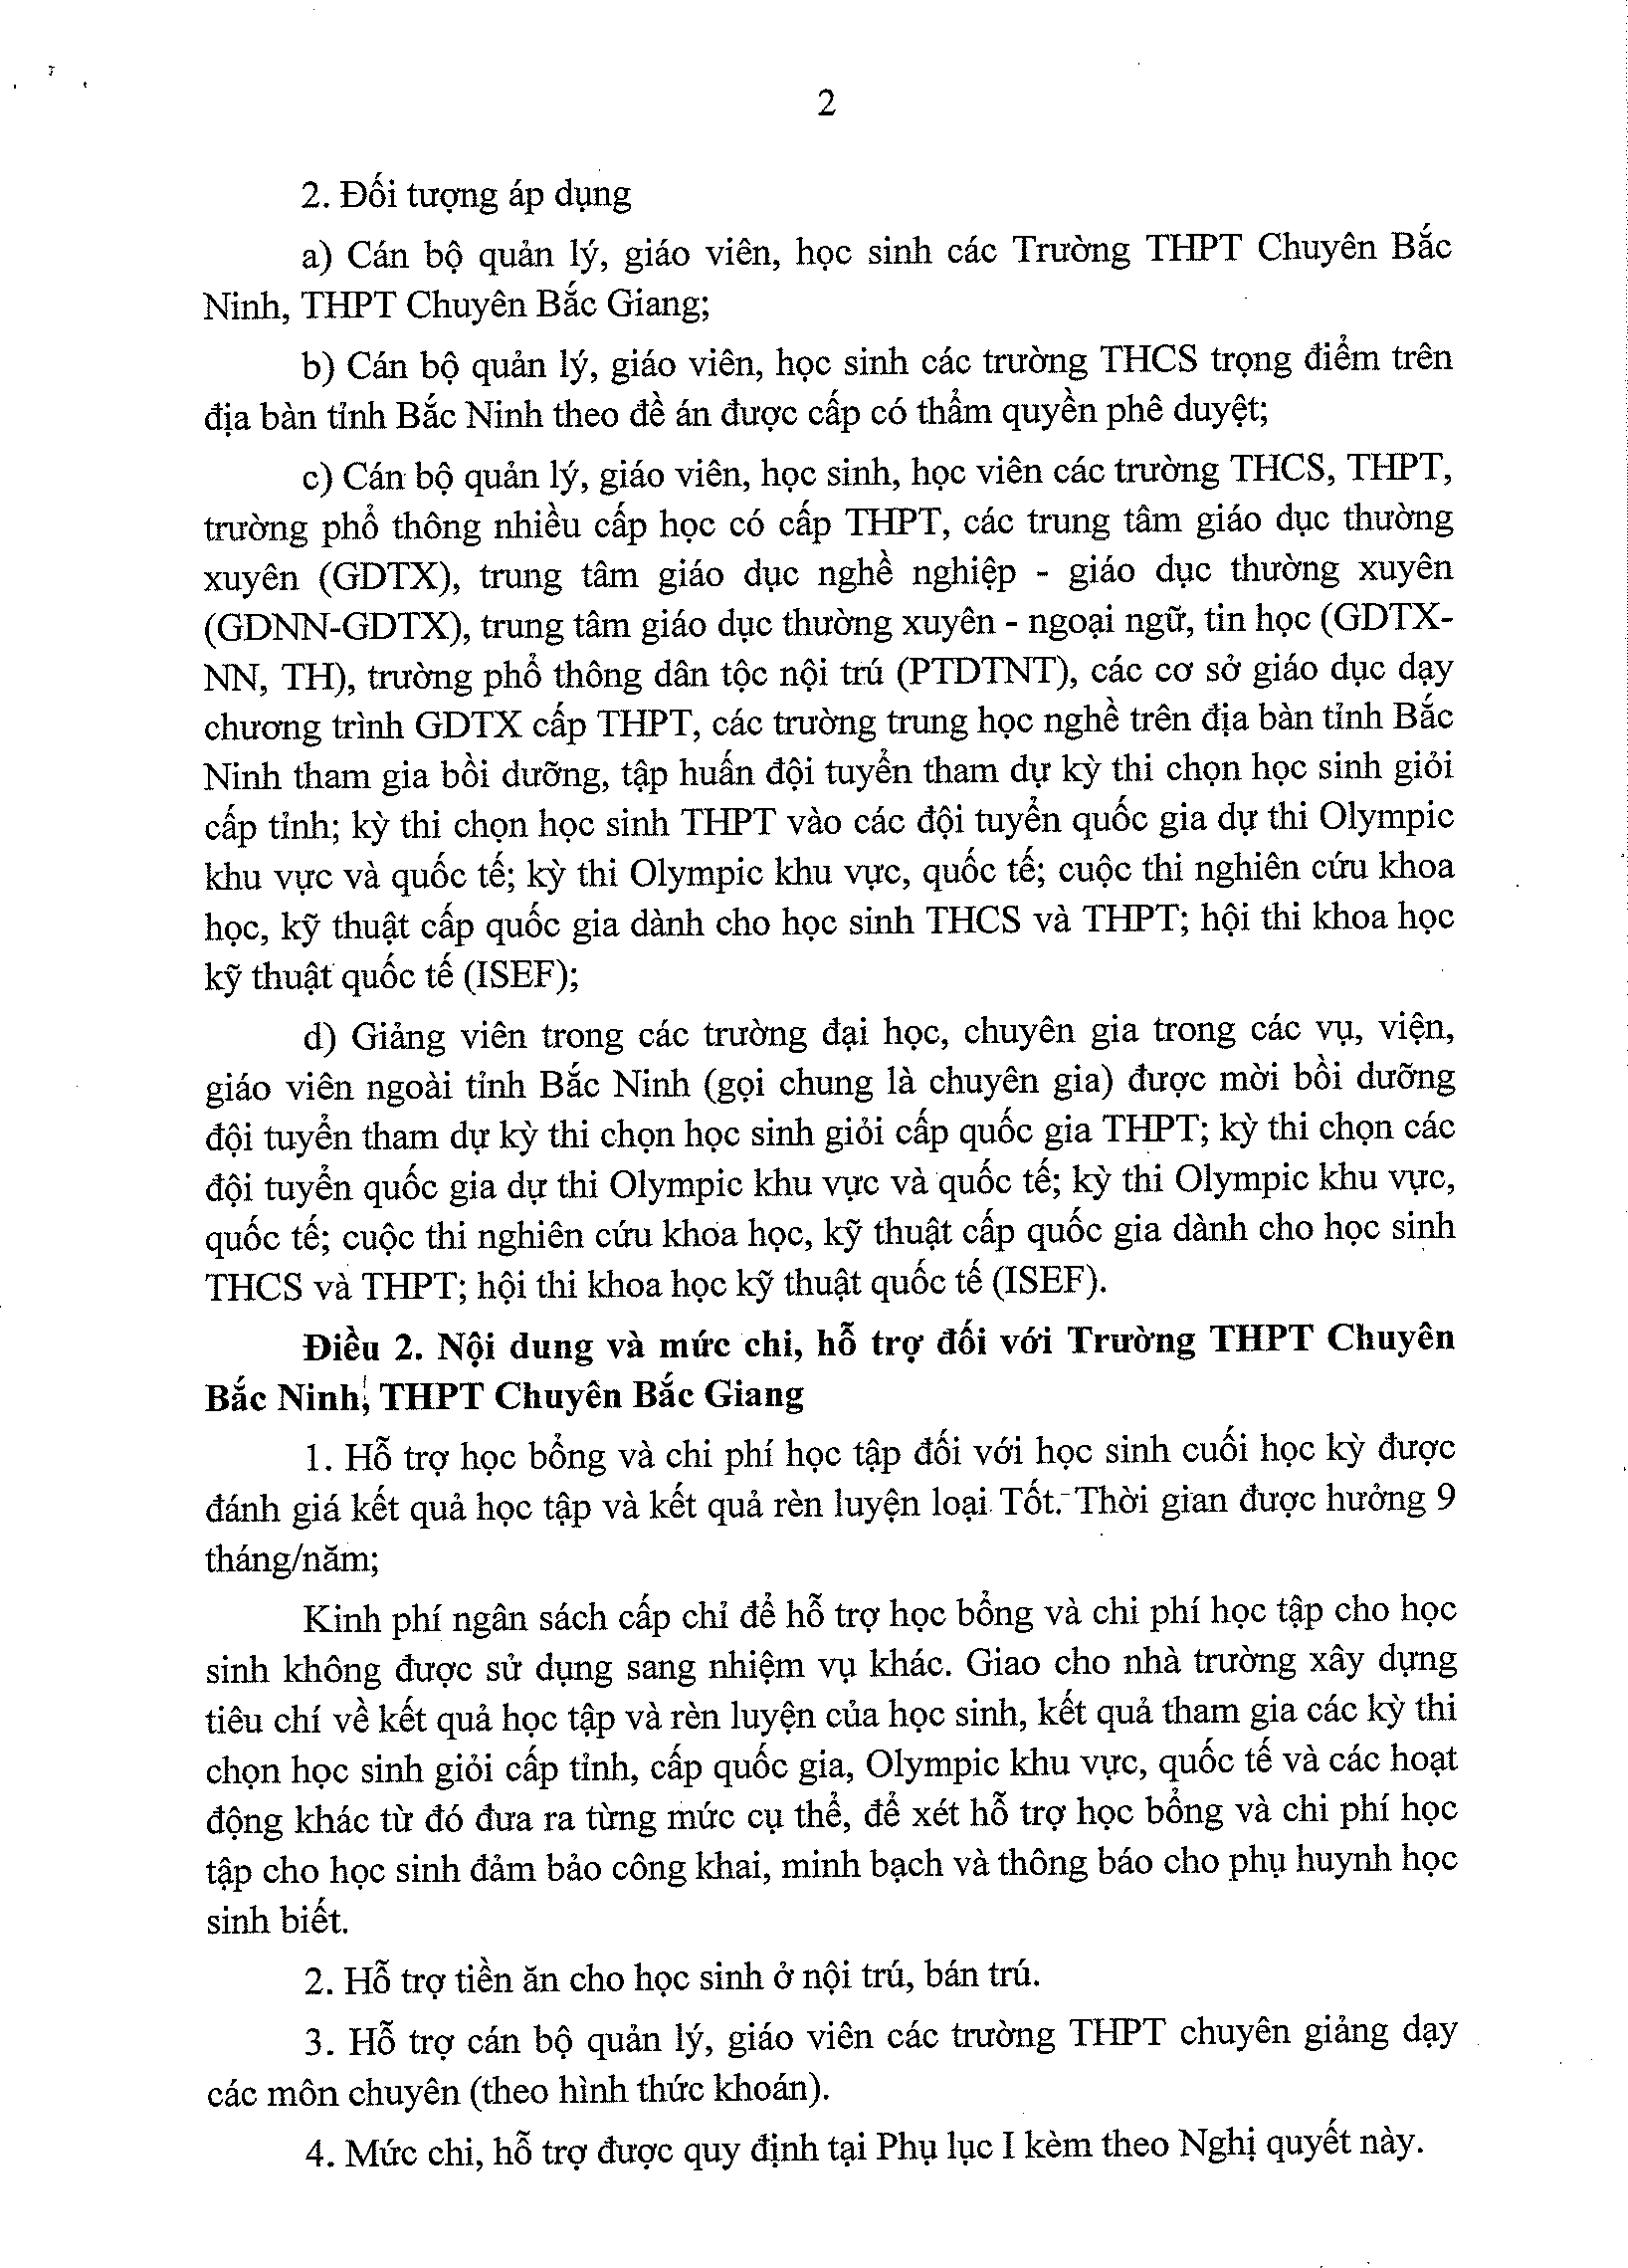 2
2. Đối tượng áp dụng
a) Cán bộ quản lý, giáo viên, học sinh các Trường THPT Chuyên Bắc
Ninh, THPT Chuyên Bắc Giang;
b) Cán bộ quản lý, giáo viên, học sinh các trường THCS trọng điểm trên
địa bàn tỉnh Bắc Ninh theo đề án được cấp có thẩm quyền phê duyệt;
c) Cán bộ quản lý, giáo viên, học sinh, học viên các trường THCS, THPT,
trường phổ thông nhiều cấp học có cấp THPT, các trung tâm giáo dục thường
xuyên (GDTX), trung tâm giáo dục nghề nghiệp - giáo dục thường xuyên
(GDNN-GDTX), trung tâm giáo dục thường xuyên - ngoại ngữ, tin học (GDTX-
NN, TH), trường phổ thông dân tộc nội trú (PTDTNT), các cơ sở giáo dục dạy
chương trình GDTX cấp THPT, các trường trung học nghề trên địa bàn tỉnh Bắc
Ninh tham gia bồi dưỡng, tập huấn đội tuyển tham dự kỳ thi chọn học sinh giỏi
cấp tỉnh; kỳ thi chọn học sinh THPT vào các đội tuyển quốc gia dự thi Olympic
khu vực và quốc tế; kỳ thi Olympic khu vực, quốc tế; cuộc thi nghiên cứu khoa
học, kỹ thuật cấp quốc gia dành cho học sinh THCS và THPT; hội thi khoa học
kỹ thuật quốc tế (ISEF);
d) Giảng viên trong các trường đại học, chuyên gia trong các vụ, viện,
giáo viên ngoài tỉnh Bắc Ninh (gọi chung là chuyên gia) được mời bồi dưỡng
đội tuyển tham dự kỳ thi chọn học sinh giỏi cấp quốc gia THPT; kỳ thi chọn các
đội tuyển quốc gia dự thi Olympic khu vực và quốc tế; kỳ thi Olympic khu vực,
quốc tế; cuộc thi nghiên cứu khoa học, kỹ thuật cấp quốc gia dành cho học sinh
THCS và THPT; hội thi khoa học kỹ thuật quốc tế (ISEF).
Điều 2. Nội dung và mức chi, hỗ trợ đối với Trường THPT Chuyên
Bắc Ninh, THPT Chuyên Bắc Giang
1. Hỗ trợ học bổng và chi phí học tập đối với học sinh cuối học kỳ được
đánh giá kết quả học tập và kết quả rèn luyện loại Tốt. Thời gian được hưởng 9
tháng/năm;
Kinh phí ngân sách cấp chỉ để hỗ trợ học bổng và chi phí học tập cho học
sinh không được sử dụng sang nhiệm vụ khác. Giao cho nhà trường xây dựng
tiêu chí về kết quả học tập và rèn luyện của học sinh, kết quả tham gia các kỳ thi
chọn học sinh giỏi cấp tỉnh, cấp quốc gia, Olympic khu vực, quốc tế và các hoạt
động khác từ đó đưa ra từng mức cụ thể, để xét hỗ trợ học bổng và chi phí học
tập cho học sinh đảm bảo công khai, minh bạch và thông báo cho phụ huynh học
sinh biết.
2. Hỗ trợ tiền ăn cho học sinh ở nội trú, bán trú.
3. Hỗ trợ cán bộ quản lý, giáo viên các trường THPT chuyên giảng dạy
các môn chuyên (theo hình thức khoán).
4. Mức chi, hỗ trợ được quy định tại Phụ lục I kèm theo Nghị quyết này.